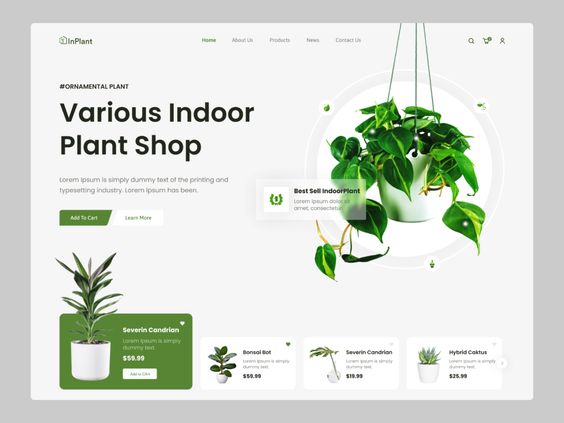 InPlant
Home About Us Products News Contact Us
#ORNAMENTAL PLANT
Various Indoor
Plant Shop
Lorem Ipsum is simply dummy text of the printing and
typesetting industry. Lorem Ipsum has been.
Add To Cart Learn More
Best Sell IndoorPlant
Lorem Ipsum dolor sit
amet, consectetur
Severin Candrian
Lorem Ipsum is simply
dummy text.
$59.99
Add to CArt
Bonsai Bot
Lorem Ipsum is simply
dummy text.
$59.99
Severin Candrian
Lorem Ipsum is simply
dummy text.
$19.99
Hybrid Caktus
Lorem Ipsum is simply
dummy text.
$25.99